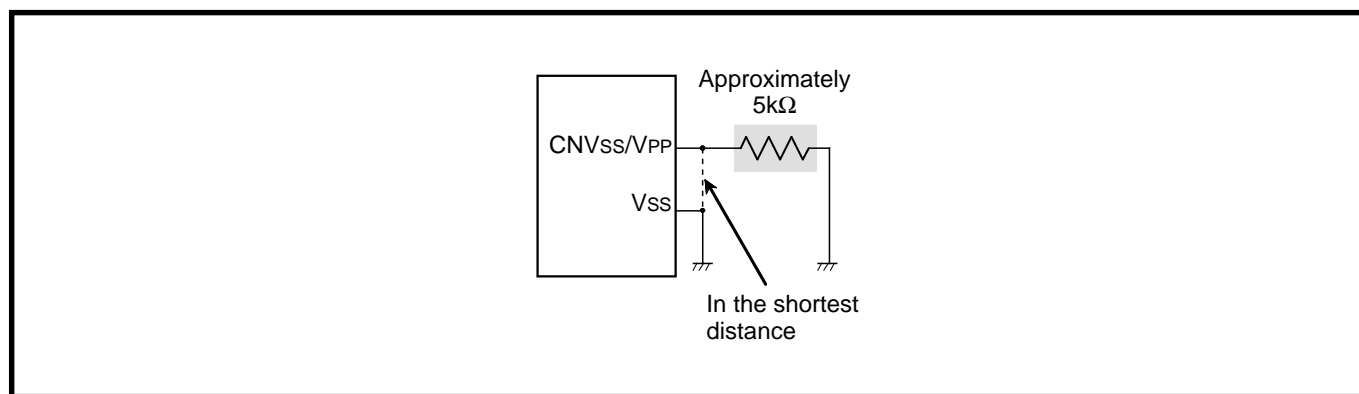 Approximately
5kΩ
CNVSS/VPP
VSS
In the shortest
distance